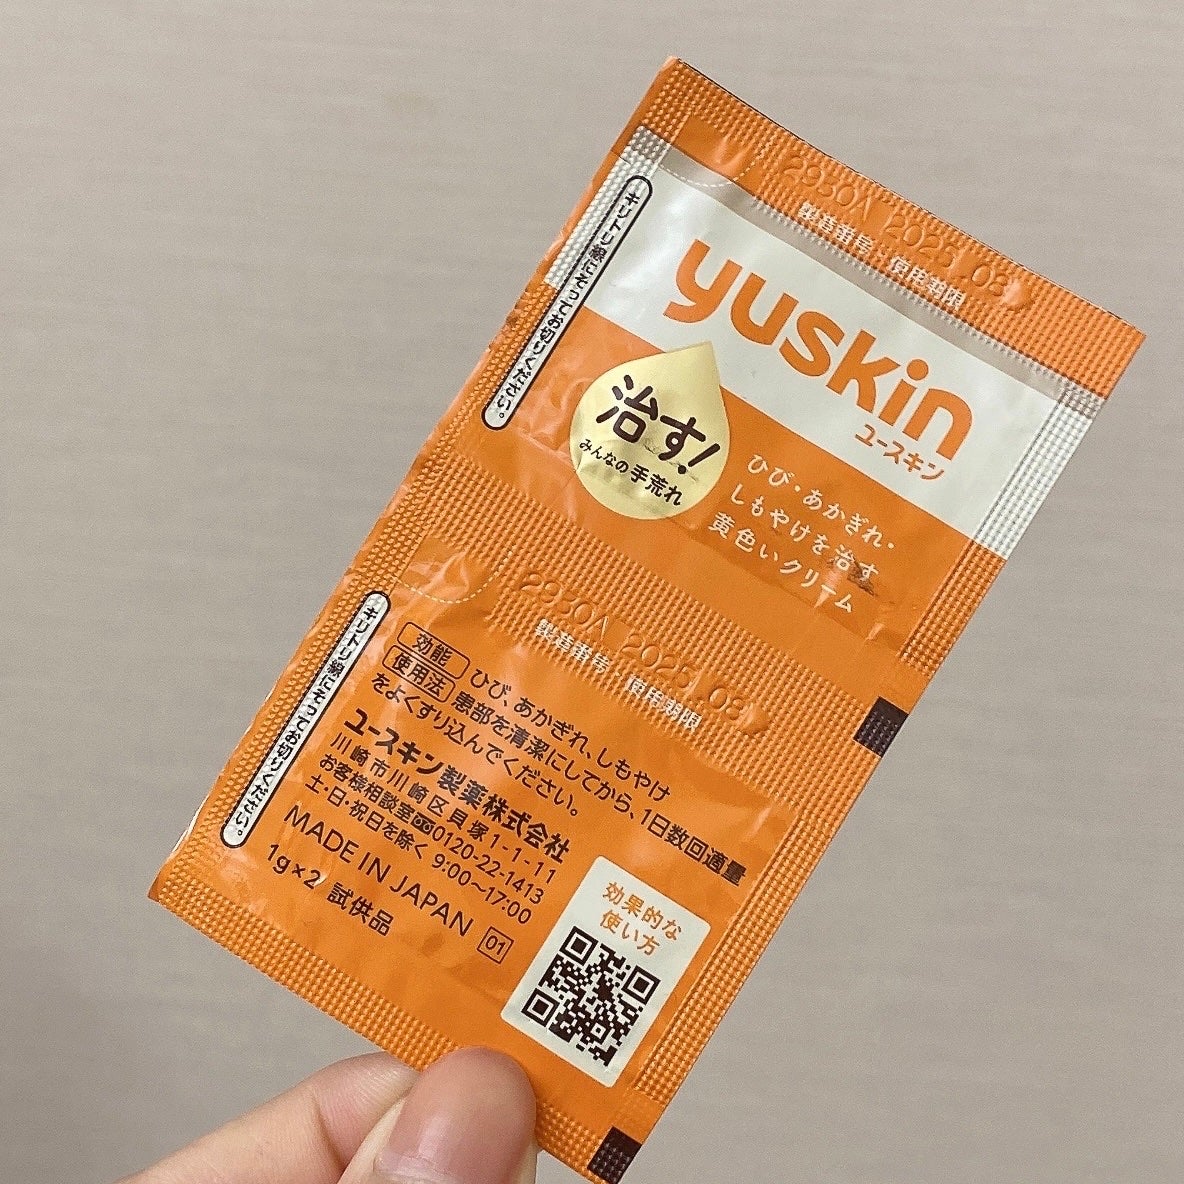 2930A 2025.08
製造番号・使用期限
キリトリ線にそってお切りください。
yuskin
ユースキン
治す!
みんなの手荒れ
ひび・あかぎれ・
しもやけを治す
黄色いクリーム
2930A 2025.08
製造番号・使用期限
キリトリ線にそってお切りください。
効能 ひび、あかぎれ、しもやけ
使用法 患部を清潔にしてから、1日数回適量
をよくすり込んでください。
ユースキン製薬株式会社
川崎市川崎区貝塚1-1-11
お客様相談室 0120-22-1413
土・日・祝日を除く 9:00~17:00
MADE IN JAPAN 01
1g×2 試供品
効果的な
使い方